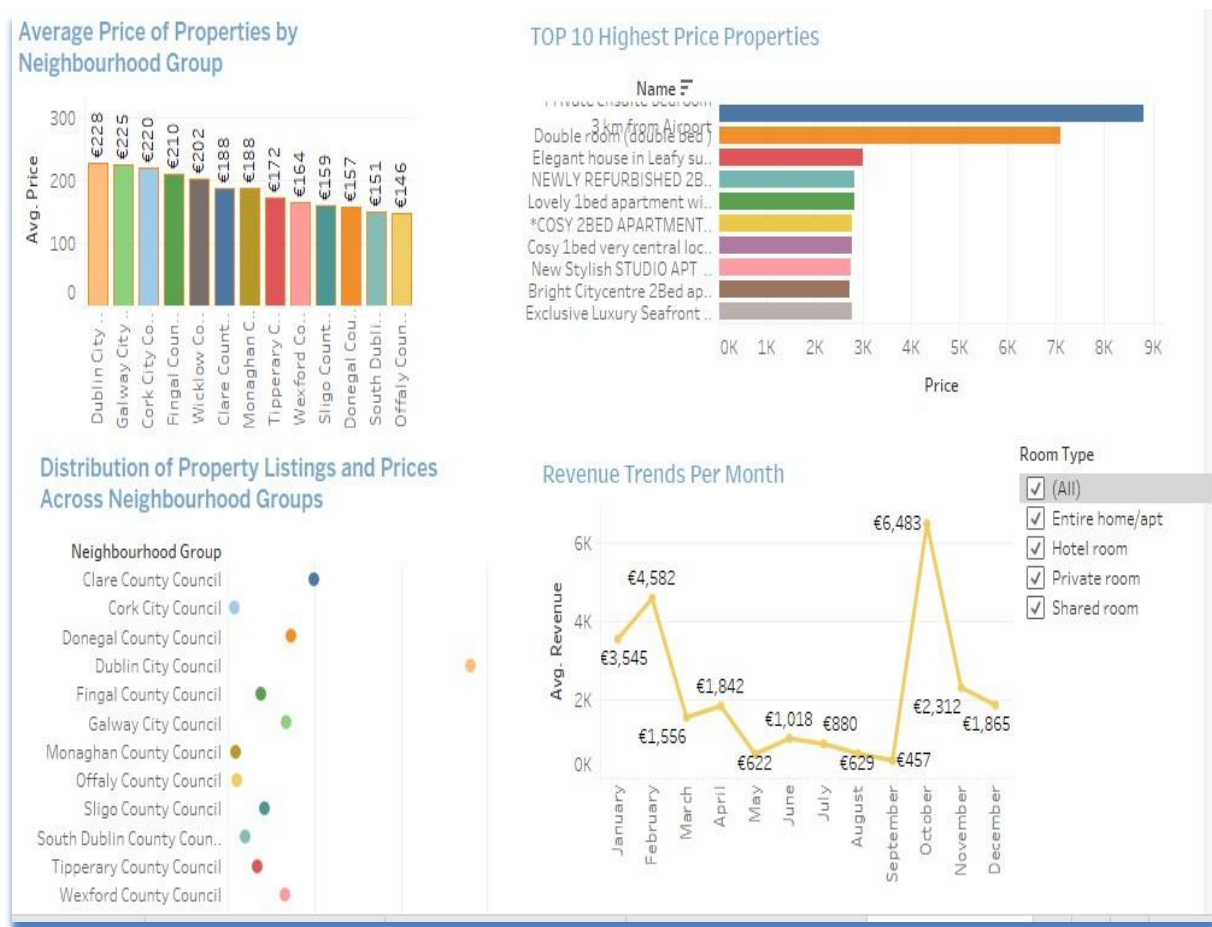 Average Price of Properties by
Neighbourhood Group
300
200
100
0
Avg. Price
€228
€225
€220
€210
€202
€188
€188
€172
€164
€159
€157
€151
€146
Dublin City ..
Galway City ..
Cork City Co..
Fingal Coun..
Wicklow Co..
Clare Count..
Monaghan C..
Tipperary C..
Wexford Co..
Sligo Count..
Donegal Cou..
South Dubli..
Offaly Coun..
TOP 10 Highest Price Properties
Name
Private Ensuite Bedroom
3 km from Airport
Double room (double bed )
Elegant house in Leafy su..
NEWLY REFURBISHED 2B..
Lovely 1bed apartment wi..
*COSY 2BED APARTMENT..
Cosy 1bed very central loc..
New Stylish STUDIO APT ..
Bright Citycentre 2Bed ap..
Exclusive Luxury Seafront ..
0K 1K 2K 3K 4K 5K 6K 7K 8K 9K
Price
Distribution of Property Listings and Prices
Across Neighbourhood Groups
Neighbourhood Group
Clare County Council
Cork City Council
Donegal County Council
Dublin City Council
Fingal County Council
Galway City Council
Monaghan County Council
Offaly County Council
Sligo County Council
South Dublin County Coun..
Tipperary County Council
Wexford County Council
Revenue Trends Per Month
6K
4K
2K
0K
Avg. Revenue
€3,545
€4,582
€1,556
€1,842
€622
€1,018
€880
€629
€457
€6,483
€2,312
€1,865
January
February
March
April
May
June
July
August
September
October
November
December
Room Type
(All)
Entire home/apt
Hotel room
Private room
Shared room